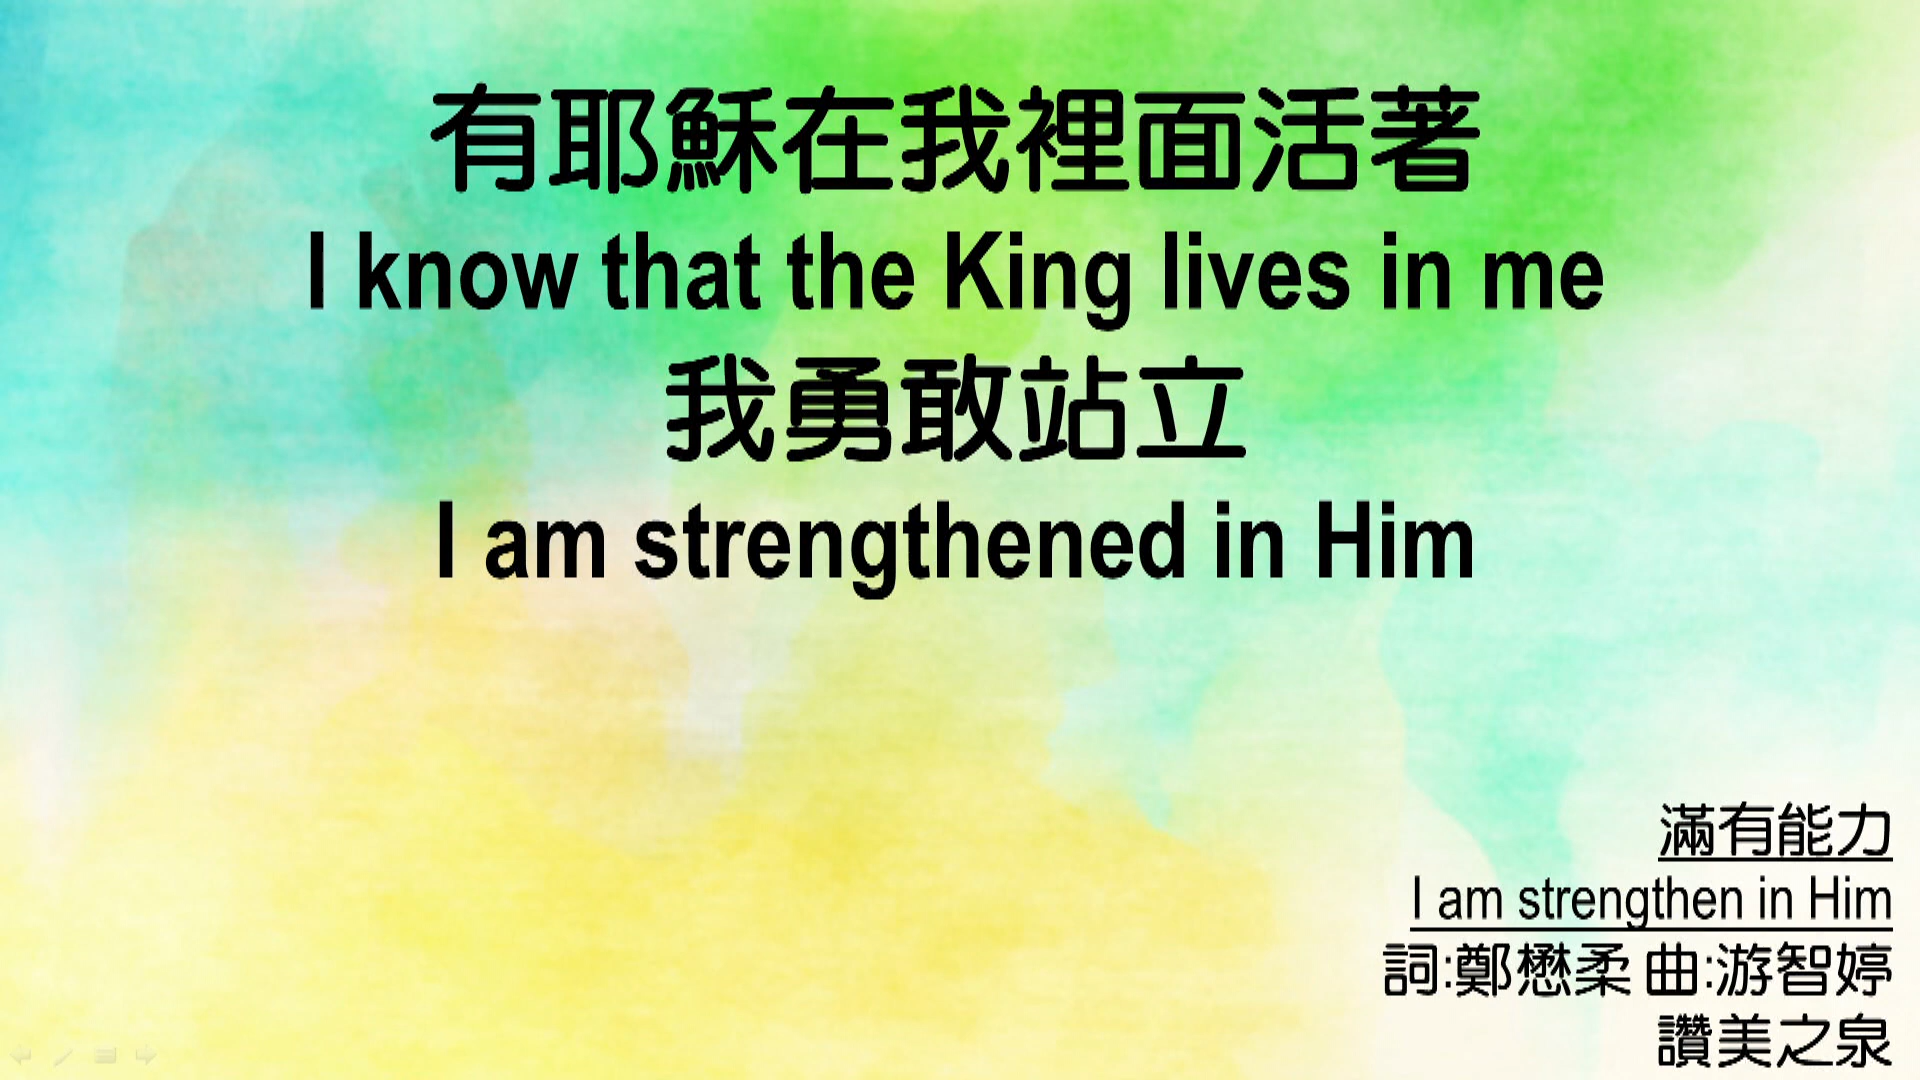 有耶穌在我裡面活著
I know that the King lives in me
我勇敢站立
I am strengthened in Him
滿有能力
I am strengthen in Him
詞:鄭懋柔 曲:游智婷
讚美之泉